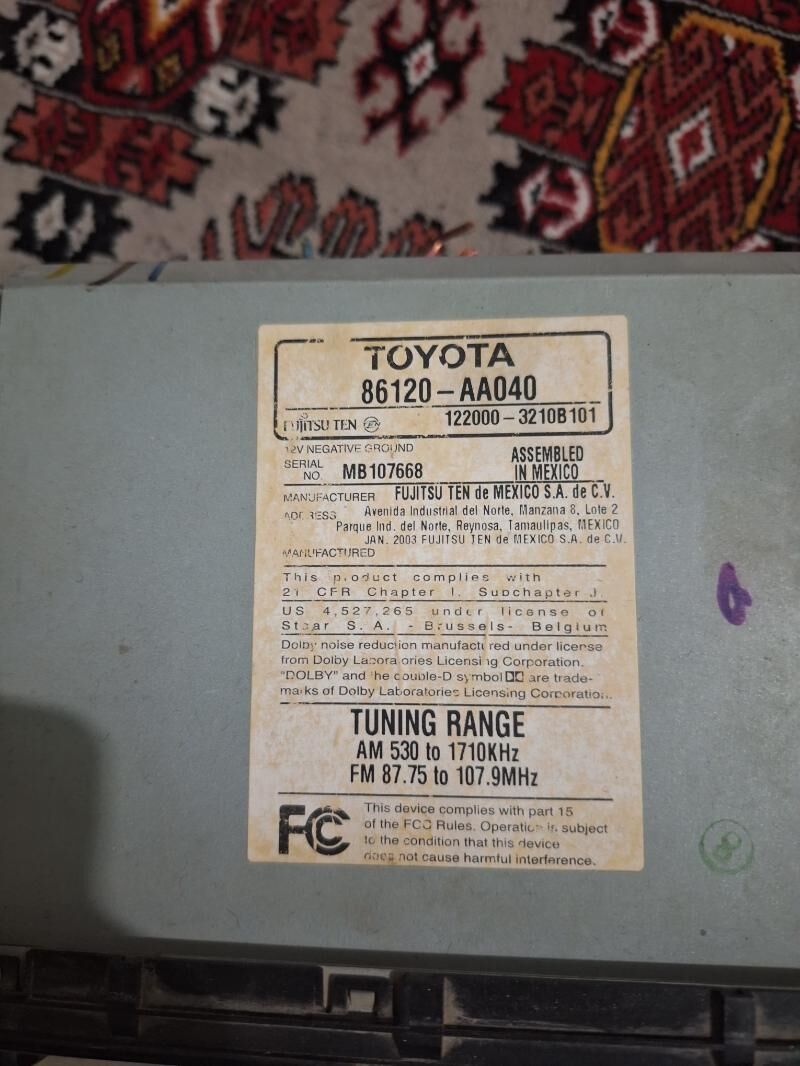 TOYOTA
86120-AA040
FUJITSU TEN TEN 122000-3210B101
12V NEGATIVE GROUND
SERIAL NO. MB107668
ASSEMBLED IN MEXICO
MANUFACTURER FUJITSU TEN de MEXICO S.A. de C.V.
ADDRESS Avenida Industrial del Norte, Manzana 8, Lote 2
Parque Ind. del Norte, Reynosa, Tamaulipas, MEXICO
JAN. 2003 FUJITSU TEN de MEXICO S.A. de C.V.
MANUFACTURED
This product complies with
21 CFR Chapter I, Subchapter J.
US 4,527,265 under license of
Staar S.A. - Brussels- Belgium
Dolby noise reduction manufactured under license
from Dolby Laboratories Licensing Corporation.
"DOLBY" and the double-D symbol are trade-
marks of Dolby Laboratories Licensing Corporation.
TUNING RANGE
AM 530 to 1710KHz
FM 87.75 to 107.9MHz
FC This device complies with part 15
of the FCC Rules. Operation is subject
to the condition that this device
does not cause harmful interference.
8